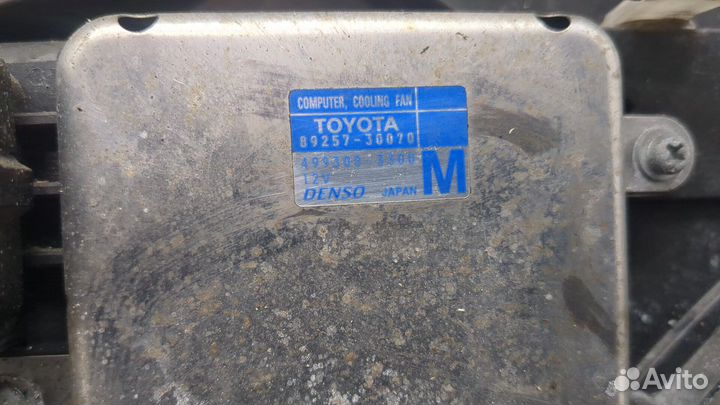 COMPUTER, COOLING FAN
TOYOTA
89257-30070
499300-3300
12V
DENSO JAPAN M
Avito